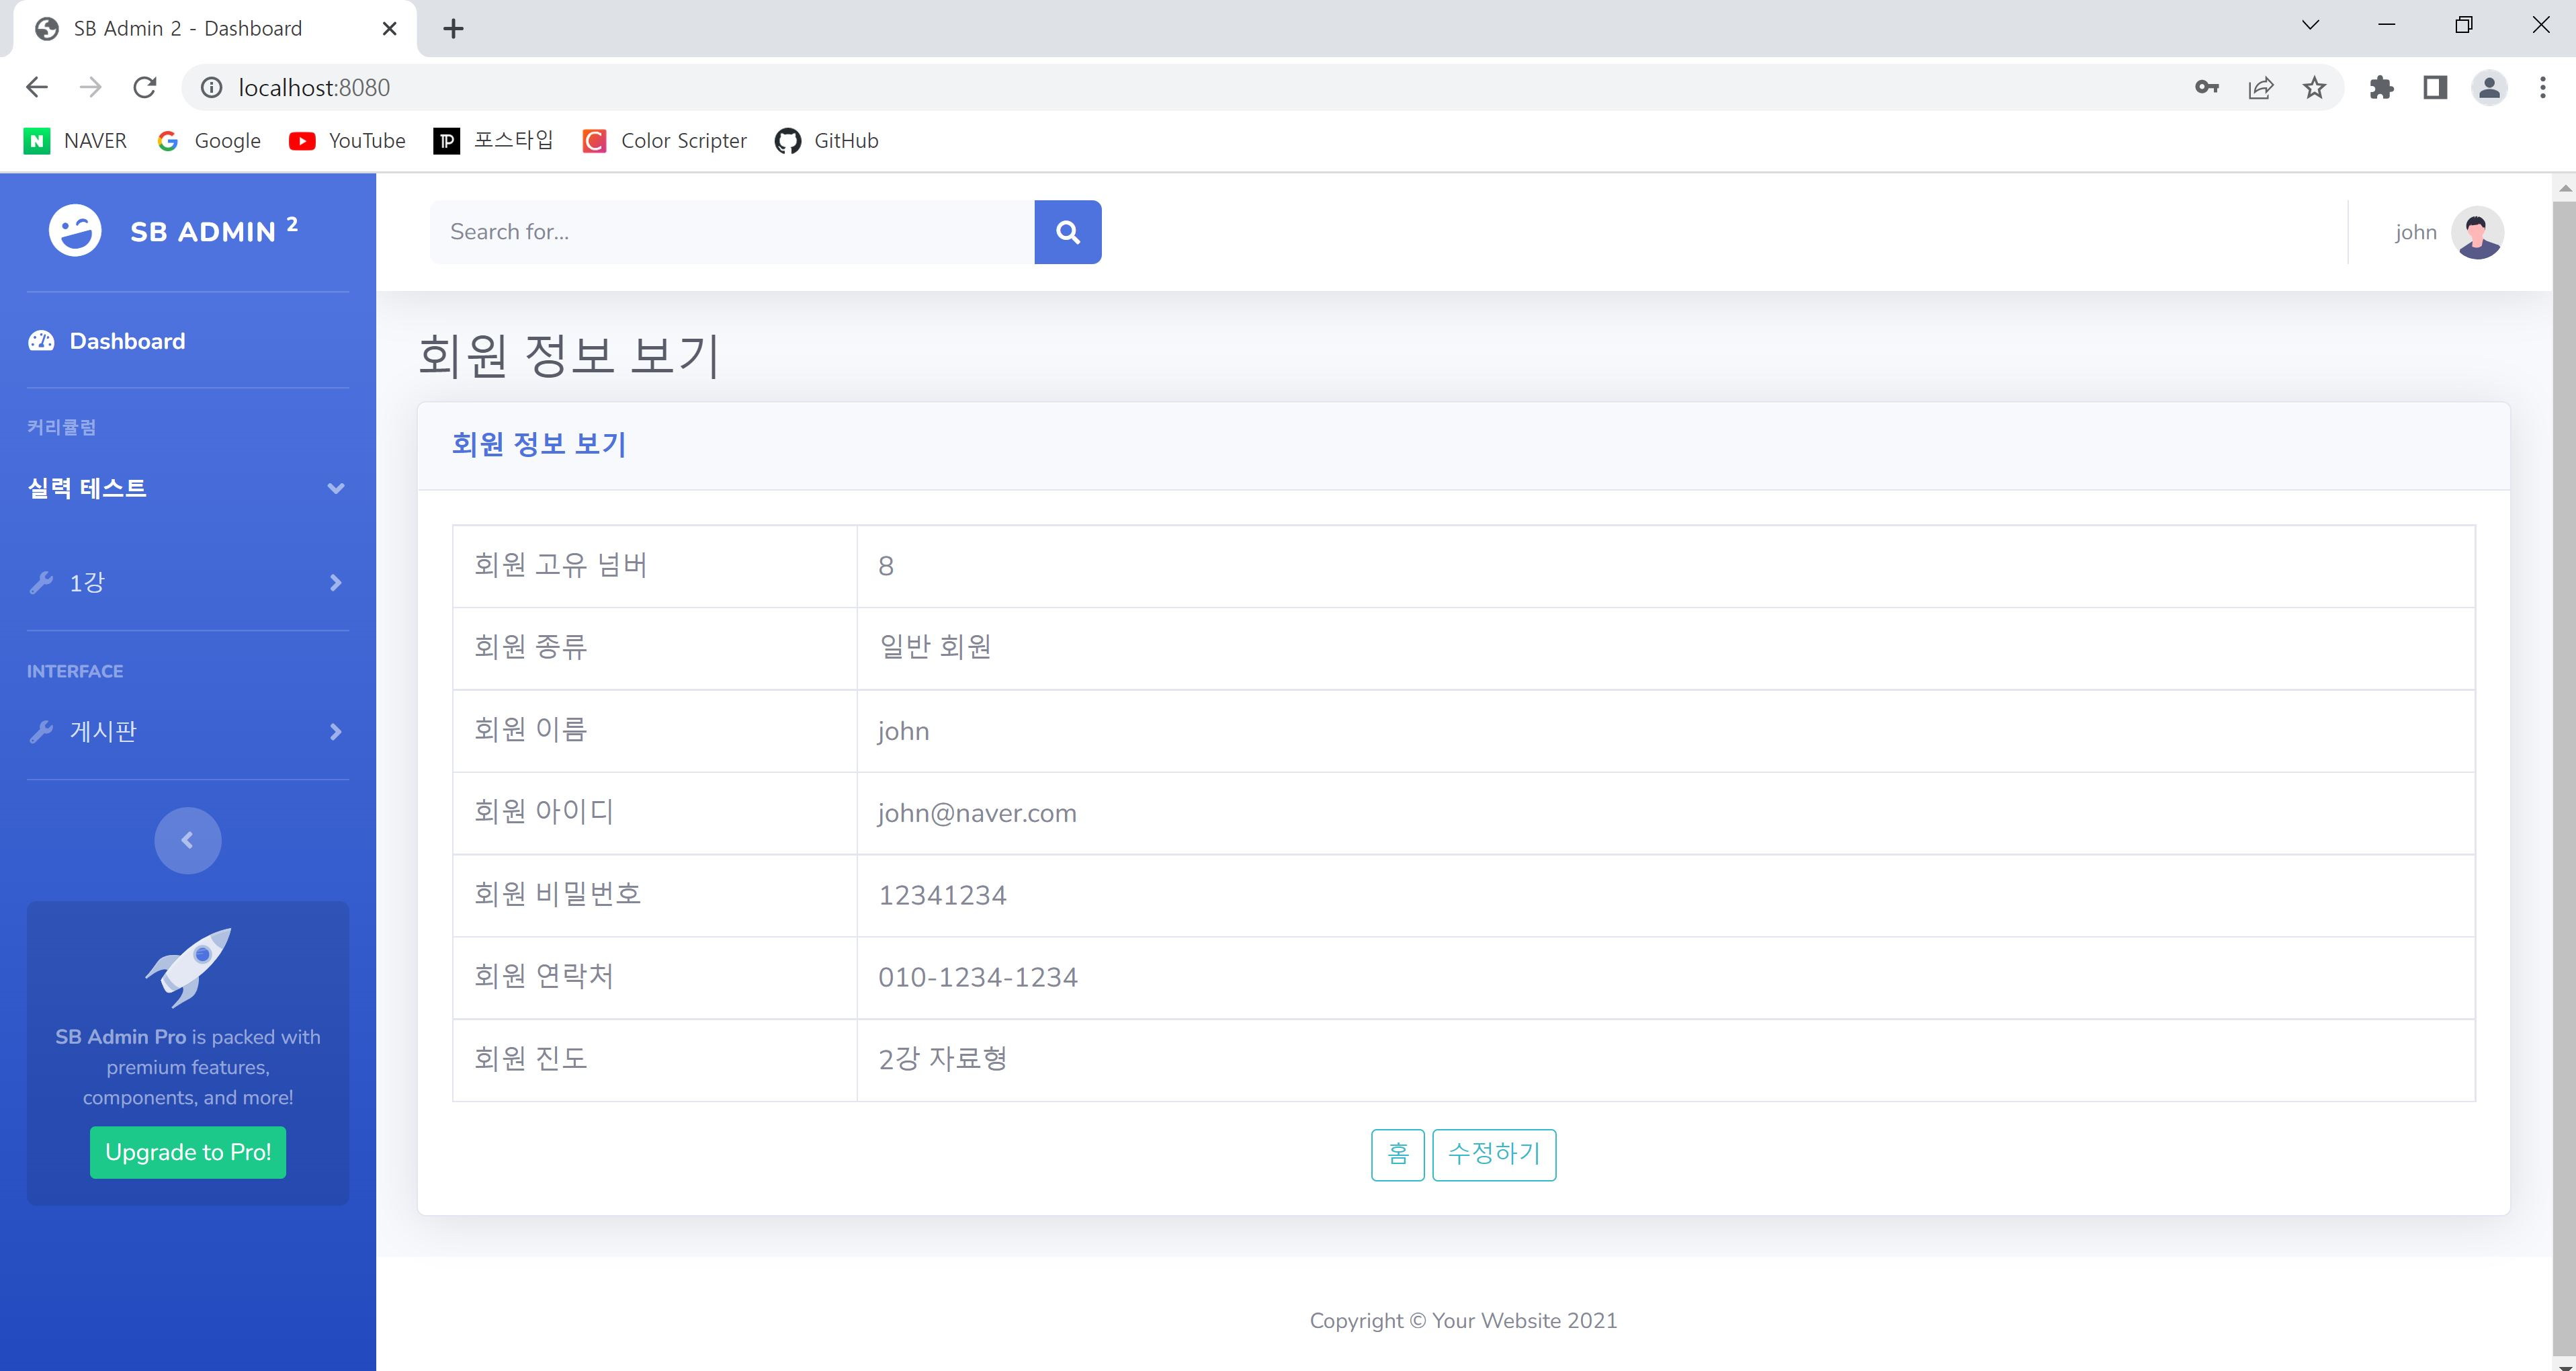 SB Admin 2 - Dashboard
localhost:8080
NAVER Google YouTube 포스타입 Color Scripter GitHub
SB ADMIN 2
Search for...
john
Dashboard
커리큘럼
실력 테스트
1강
INTERFACE
게시판
SB Admin Pro is packed with
premium features,
components, and more!
Upgrade to Pro!
회원 정보 보기
회원 정보 보기
회원 고유 넘버 8
회원 종류 일반 회원
회원 이름 john
회원 아이디 john@naver.com
회원 비밀번호 12341234
회원 연락처 010-1234-1234
회원 진도 2강 자료형
홈 수정하기
Copyright © Your Website 2021